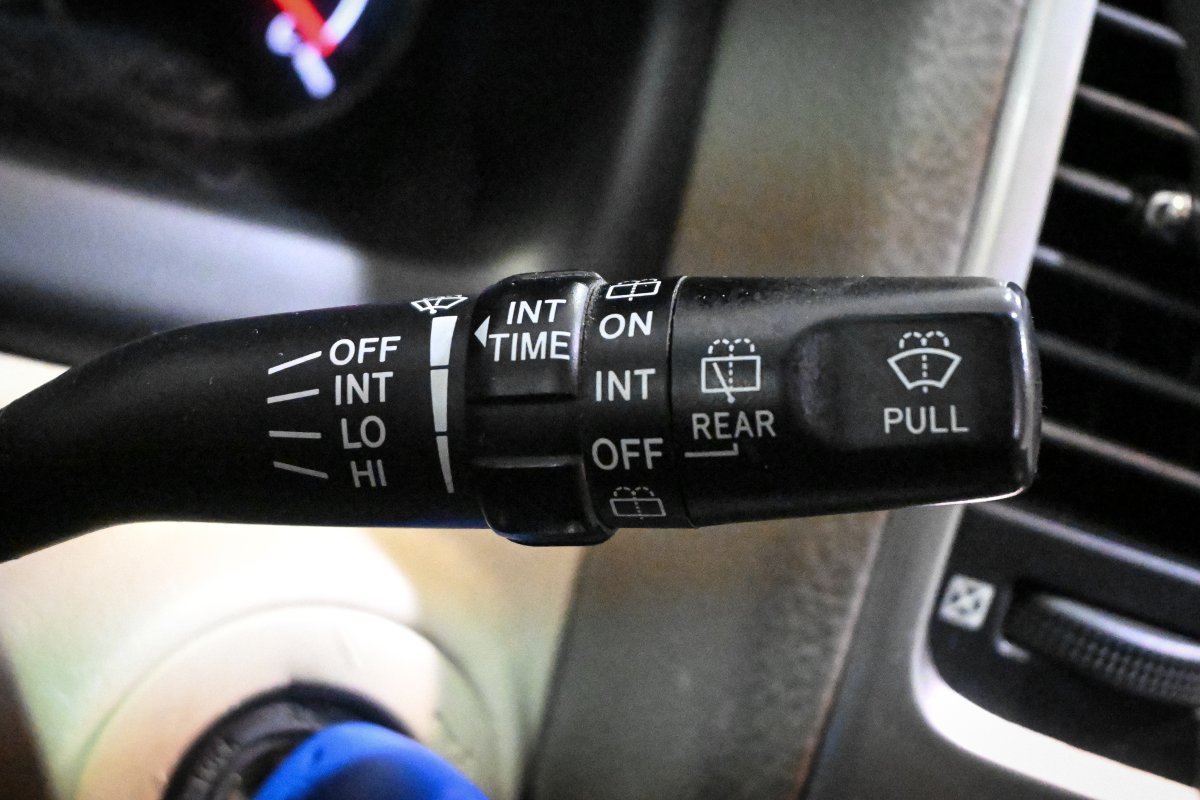 OFF
INT
LO
HI
INT
TIME
ON
INT
OFF
REAR
PULL